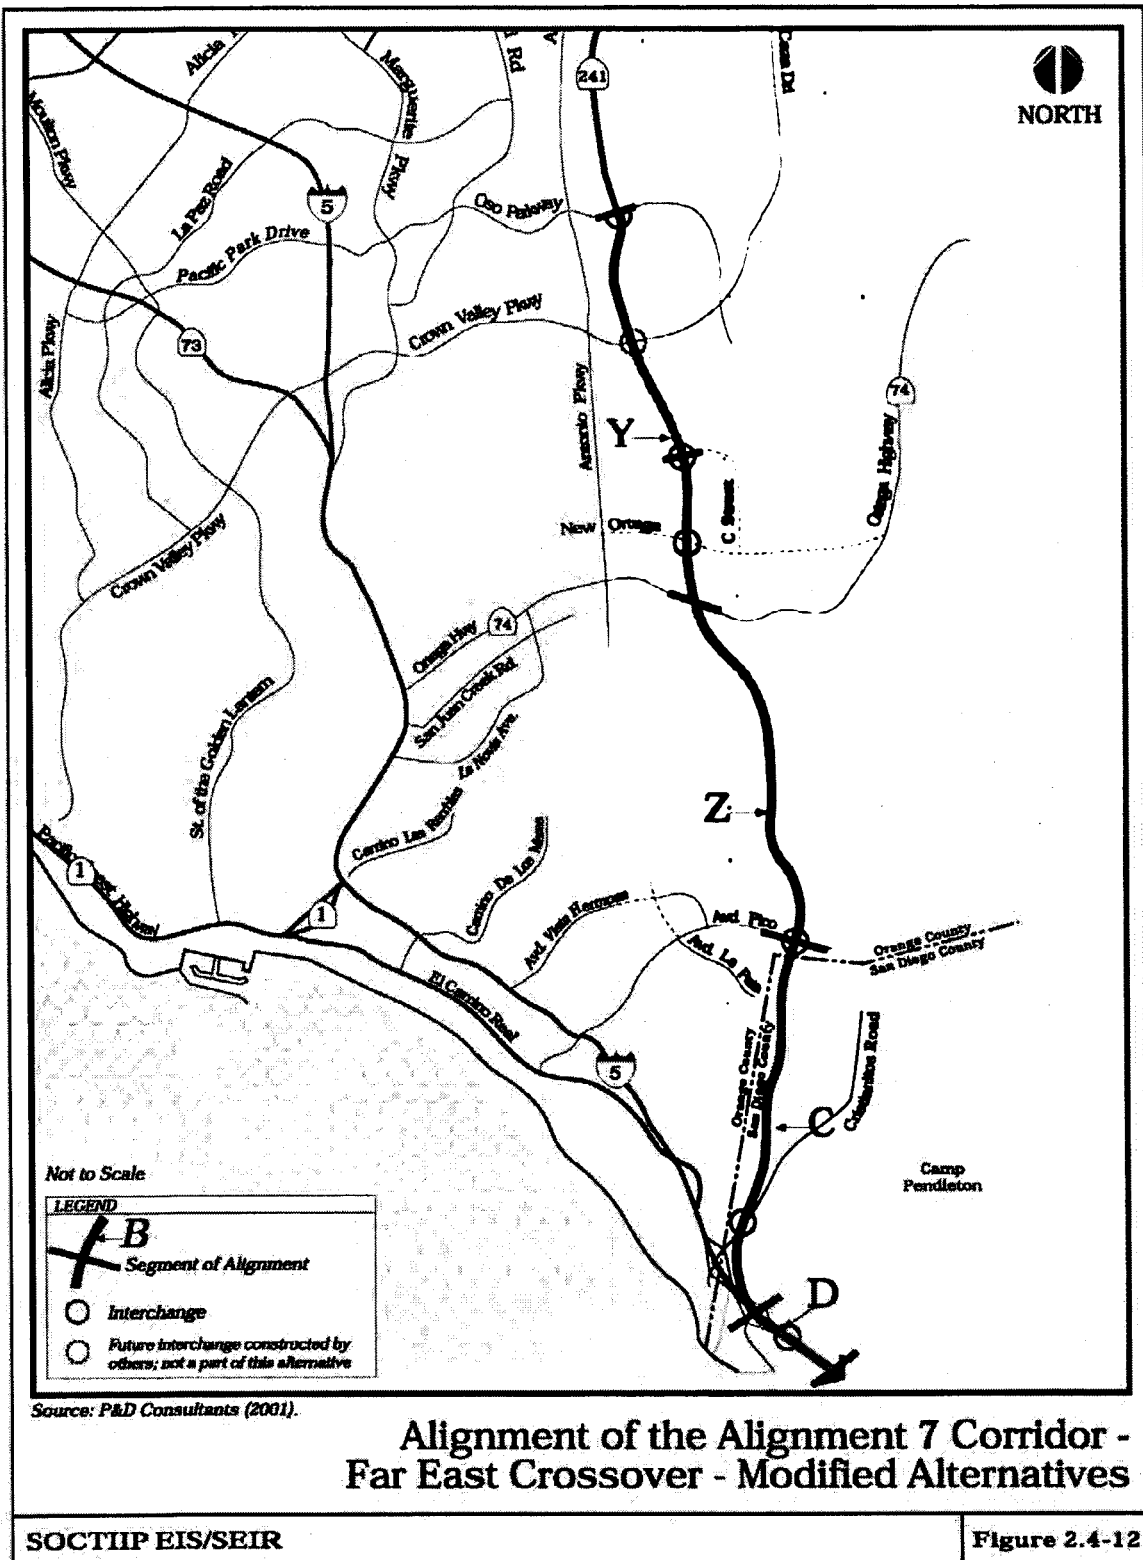 Alicia
Marguerite Pkwy
Rd
A
241
Casa Dr
NORTH
Moulton Pkwy
La Paz Road
5
Oso Parkway
Pacific Park Drive
Crown Valley Pkwy
Alicia Pkwy
73
Antonio Pkwy
74
Ortega Highway
Y
C Street
New Ortega
Crown Valley Pkwy
Ortega Hwy
74
San Juan Creek Rd.
La Novia Ave.
St. of the Golden Lantern
Z
Camino Las Ramblas
Camino De Los Mares
Pacific Coast Highway
1
1
Avd. Vista Hermosa
Avd. Pico
Avd. La Pata
Orange County
San Diego County
El Camino Real
5
Orange County
San Diego County
C
Cristianitos Road
Camp
Pendleton
D
Not to Scale
LEGEND
B
Segment of Alignment
Interchange
Future interchange constructed by
others; not a part of this alternative
Source: P&D Consultants (2001).
Alignment of the Alignment 7 Corridor -
Far East Crossover - Modified Alternatives
SOCTIIP EIS/SEIR
Figure 2.4-12